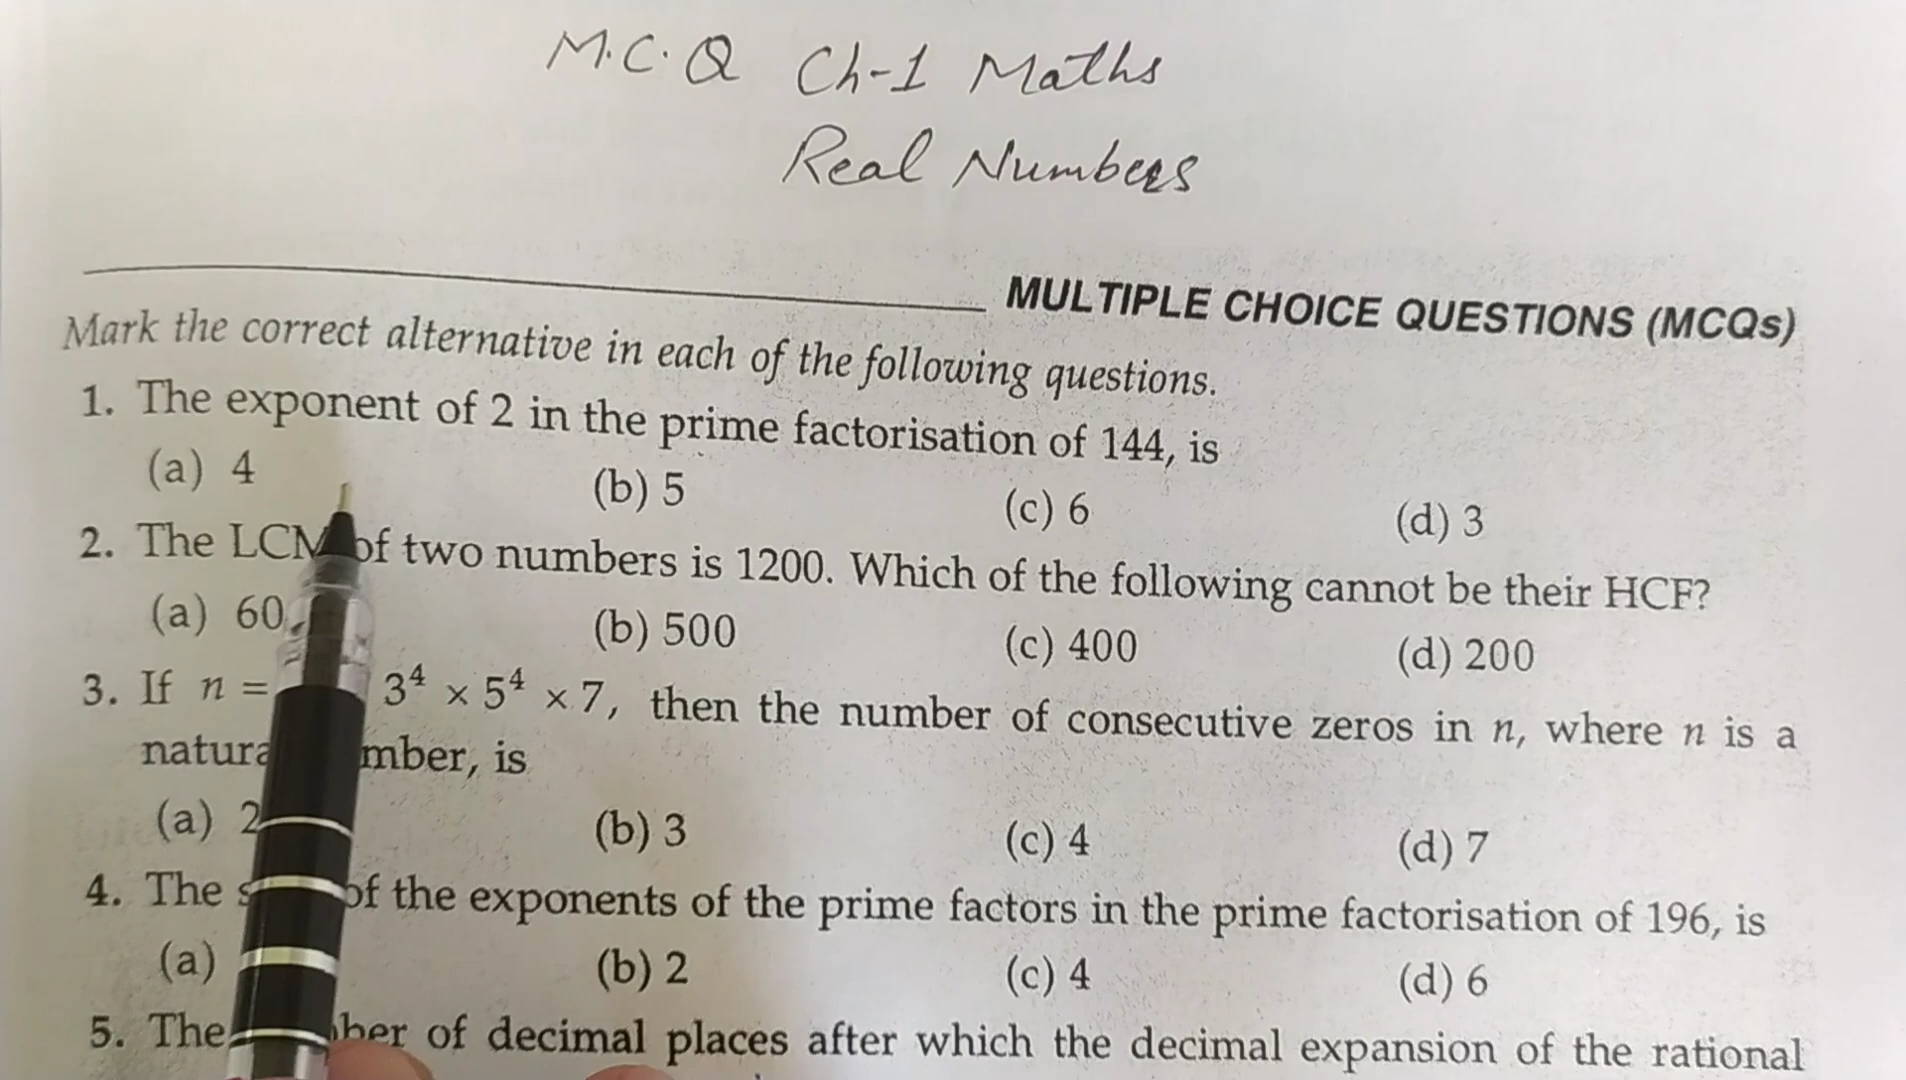 M.C.Q Ch-1 Maths
Real Numbers
MULTIPLE CHOICE QUESTIONS (MCQs)
Mark the correct alternative in each of the following questions.
1. The exponent of 2 in the prime factorisation of 144, is
(a) 4 (b) 5 (c) 6 (d) 3
2. The LCM of two numbers is 1200. Which of the following cannot be their HCF?
(a) 60 (b) 500 (c) 400 (d) 200
3. If n = 3⁴ × 5⁴ × 7, then the number of consecutive zeros in n, where n is a
is
(a) 2 (b) 3 (c) 4 (d) 7
4. The of the exponents of the prime factors in the prime factorisation of 196, is
(a) (b) 2 (c) 4 (d) 6
5. The of decimal places after which the decimal expansion of the rational